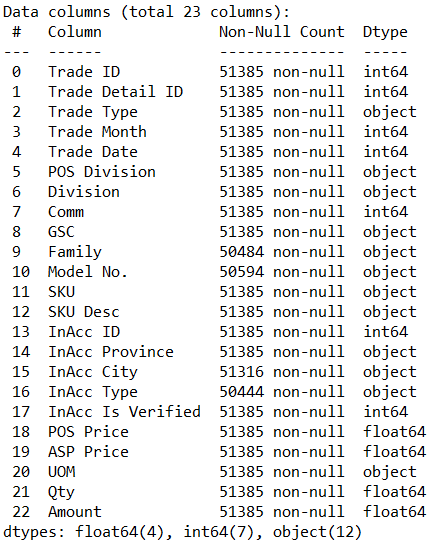 Data columns (total 23 columns):
 #   Column             Non-Null Count  Dtype
---  ------             --------------  -----
 0   Trade ID           51385 non-null  int64
 1   Trade Detail ID    51385 non-null  int64
 2   Trade Type         51385 non-null  object
 3   Trade Month        51385 non-null  int64
 4   Trade Date         51385 non-null  int64
 5   POS Division       51385 non-null  object
 6   Division           51385 non-null  object
 7   Comm               51385 non-null  int64
 8   GSC                51385 non-null  object
 9   Family             50484 non-null  object
 10  Model No.          50594 non-null  object
 11  SKU                51385 non-null  object
 12  SKU Desc           51385 non-null  object
 13  InAcc ID           51385 non-null  int64
 14  InAcc Province     51385 non-null  object
 15  InAcc City         51316 non-null  object
 16  InAcc Type         50444 non-null  object
 17  InAcc Is Verified  51385 non-null  int64
 18  POS Price          51385 non-null  float64
 19  ASP Price          51385 non-null  float64
 20  UOM                51385 non-null  object
 21  Qty                51385 non-null  float64
 22  Amount             51385 non-null  float64
dtypes: float64(4), int64(7), object(12)